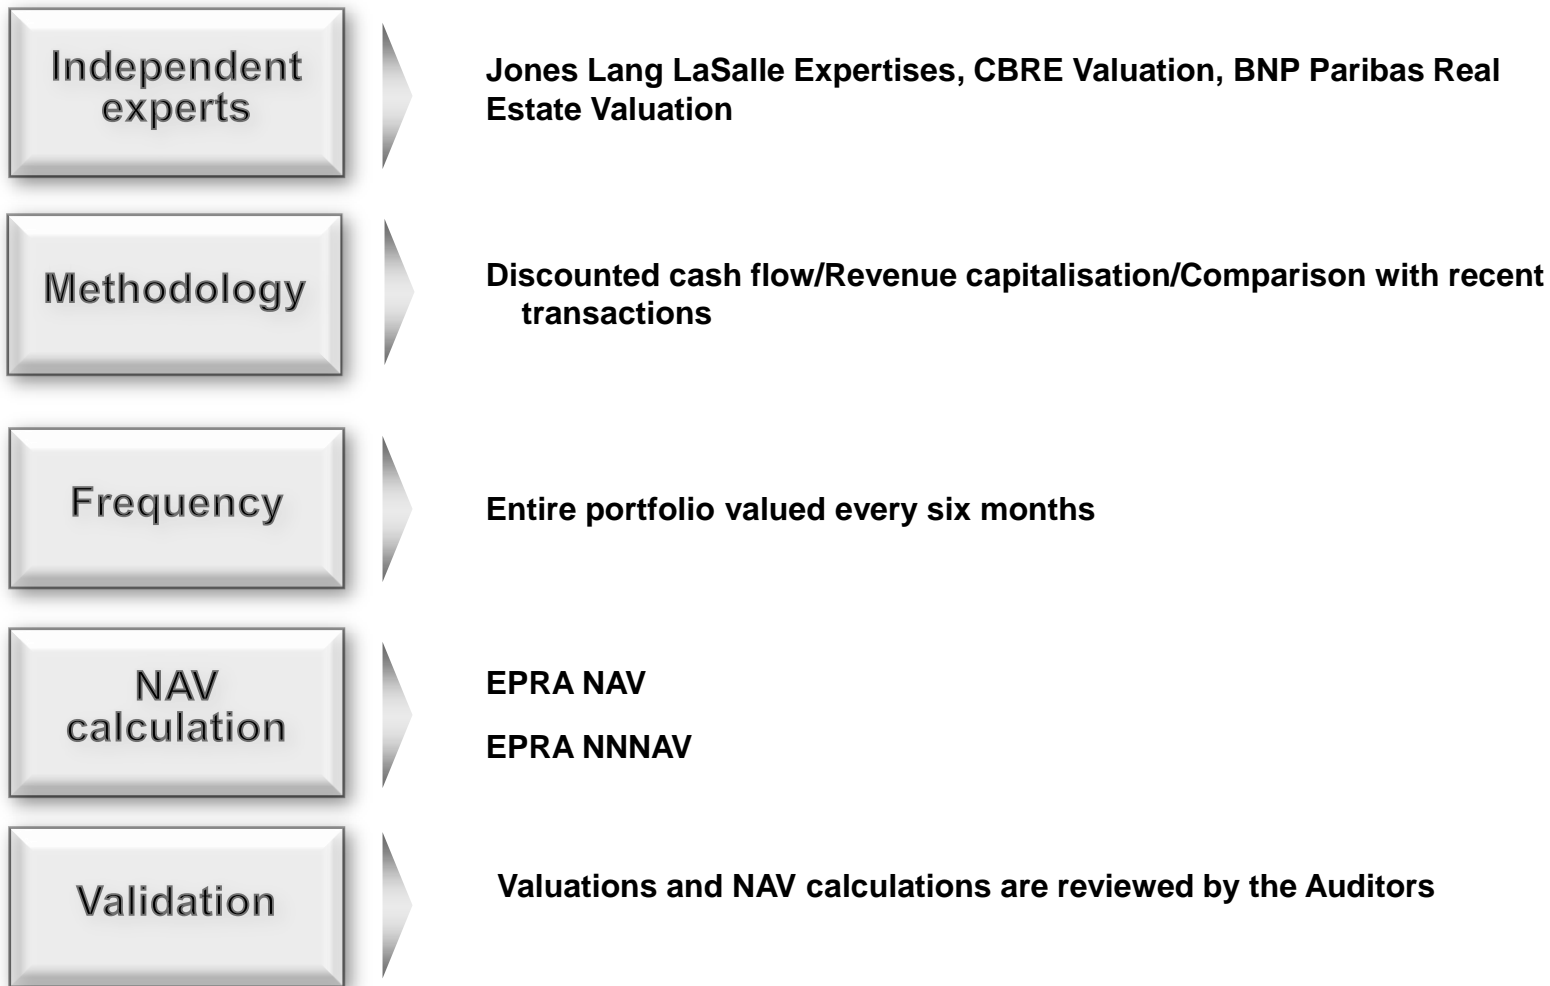 Independent
experts
Jones Lang LaSalle Expertises, CBRE Valuation, BNP Paribas Real
Estate Valuation
Methodology
Discounted cash flow/Revenue capitalisation/Comparison with recent
transactions
Frequency
Entire portfolio valued every six months
NAV
calculation
EPRA NAV
EPRA NNNAV
Validation
Valuations and NAV calculations are reviewed by the Auditors